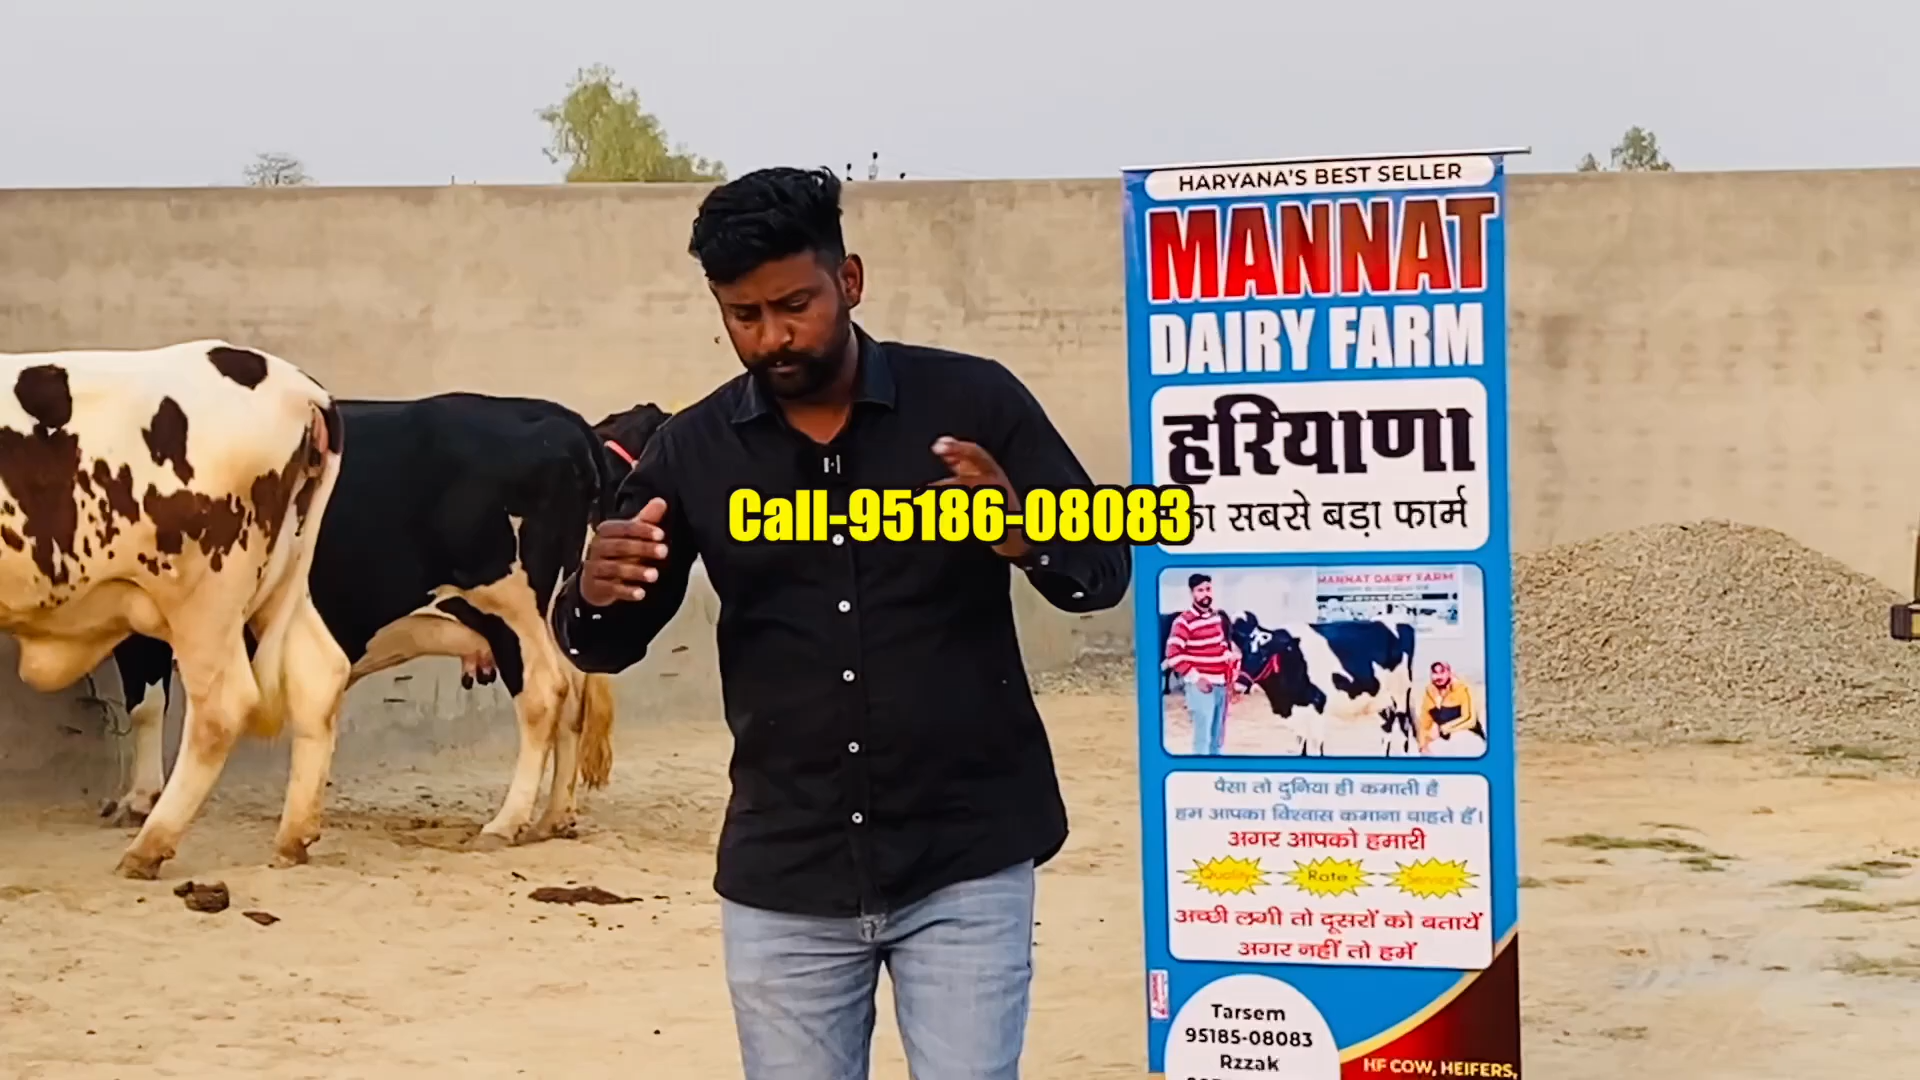 HARYANA'S BEST SELLER
MANNAT
DAIRY FARM
हरियाणा
का सबसे बड़ा फार्म
Call-95186-08083
MANNAT DAIRY FARM
पैसा तो दुनिया ही कमाती है
हम आपका विश्वास कमाना चाहते हैं।
अगर आपको हमारी
Quality Rate Service
अच्छी लगी तो दूसरों को बतायें
अगर नहीं तो हमें
Tarsem
95185-08083
Rzzak
HF COW, HEIFERS,